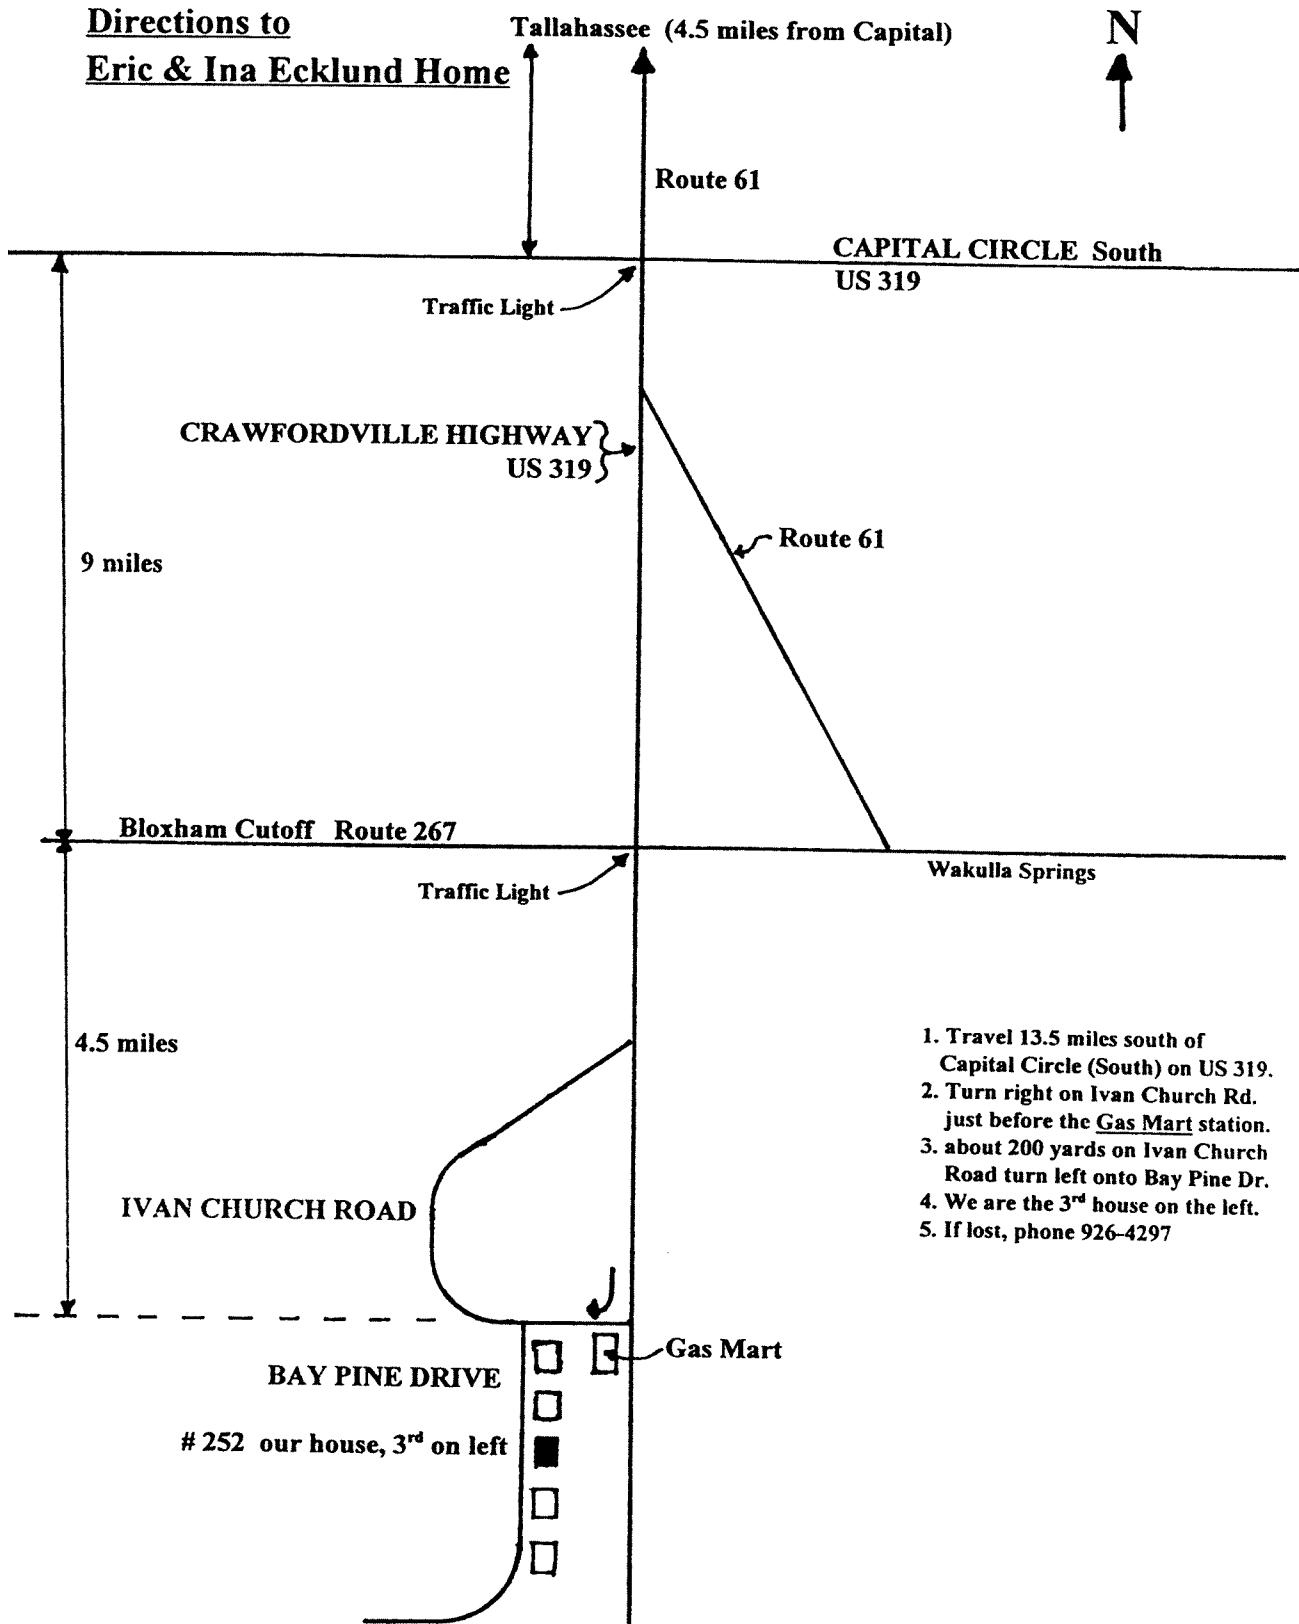 Directions to
Eric & Ina Ecklund Home
Tallahassee (4.5 miles from Capital)
N
Route 61
CAPITAL CIRCLE South
US 319
Traffic Light
CRAWFORDVILLE HIGHWAY
US 319
Route 61
9 miles
Bloxham Cutoff Route 267
Wakulla Springs
Traffic Light
4.5 miles
1. Travel 13.5 miles south of
Capital Circle (South) on US 319.
2. Turn right on Ivan Church Rd.
just before the Gas Mart station.
3. about 200 yards on Ivan Church
Road turn left onto Bay Pine Dr.
4. We are the 3rd house on the left.
5. If lost, phone 926-4297
IVAN CHURCH ROAD
Gas Mart
BAY PINE DRIVE
# 252 our house, 3rd on left